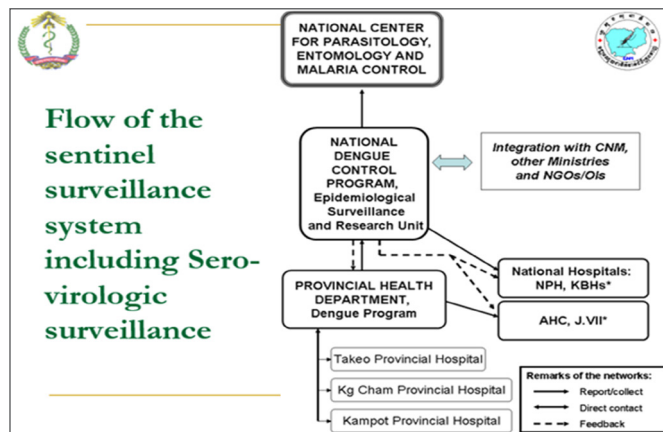 Flow of the
sentinel
surveillance
system
including Sero-
virologic
surveillance
NATIONAL CENTER
FOR PARASITOLOGY,
ENTOMOLOGY AND
MALARIA CONTROL
NATIONAL
DENGUE
CONTROL
PROGRAM,
Epidemiological
Surveillance
and Research Unit
Integration with CNM,
other Ministries
and NGOs/OIs
National Hospitals:
NPH, KBHs*
PROVINCIAL HEALTH
DEPARTMENT,
Dengue Program
AHC, J.VII*
Takeo Provincial Hospital
Kg Cham Provincial Hospital
Kampot Provincial Hospital
Remarks of the networks:
Report/collect
Direct contact
Feedback